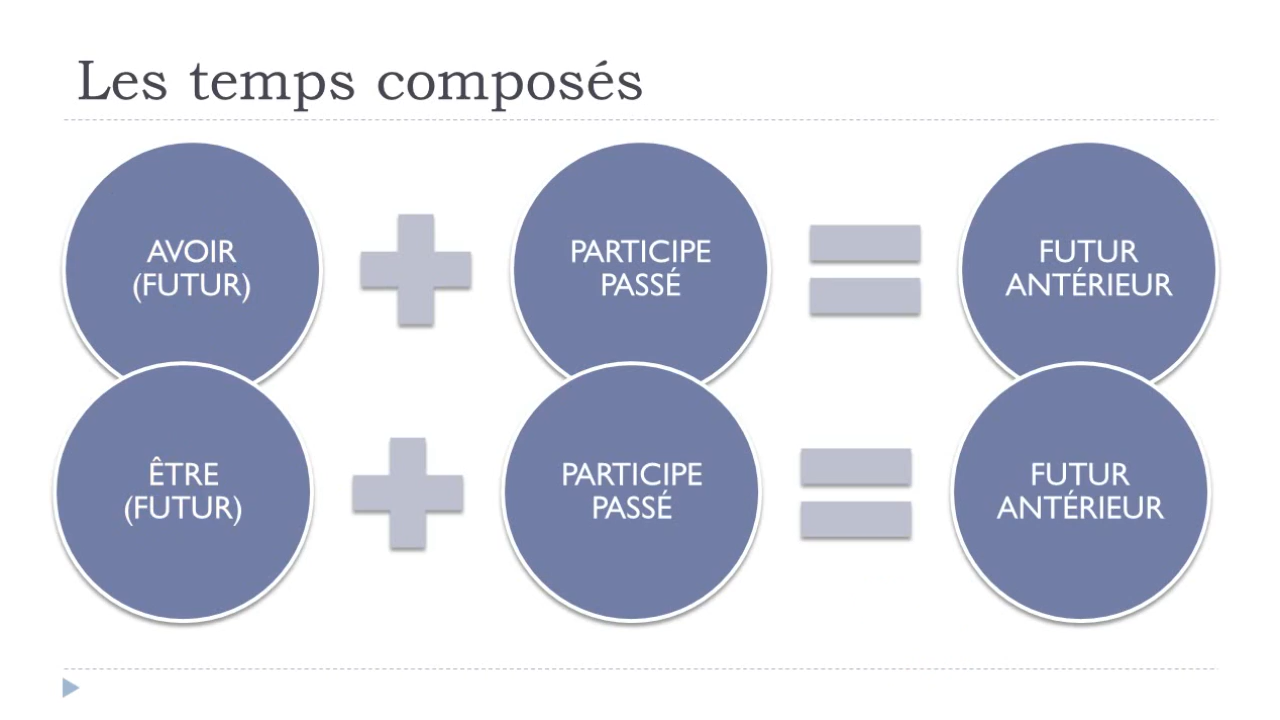 Les temps composés
AVOIR
(FUTUR)
PARTICIPE
PASSÉ
FUTUR
ANTÉRIEUR
ÊTRE
(FUTUR)
PARTICIPE
PASSÉ
FUTUR
ANTÉRIEUR